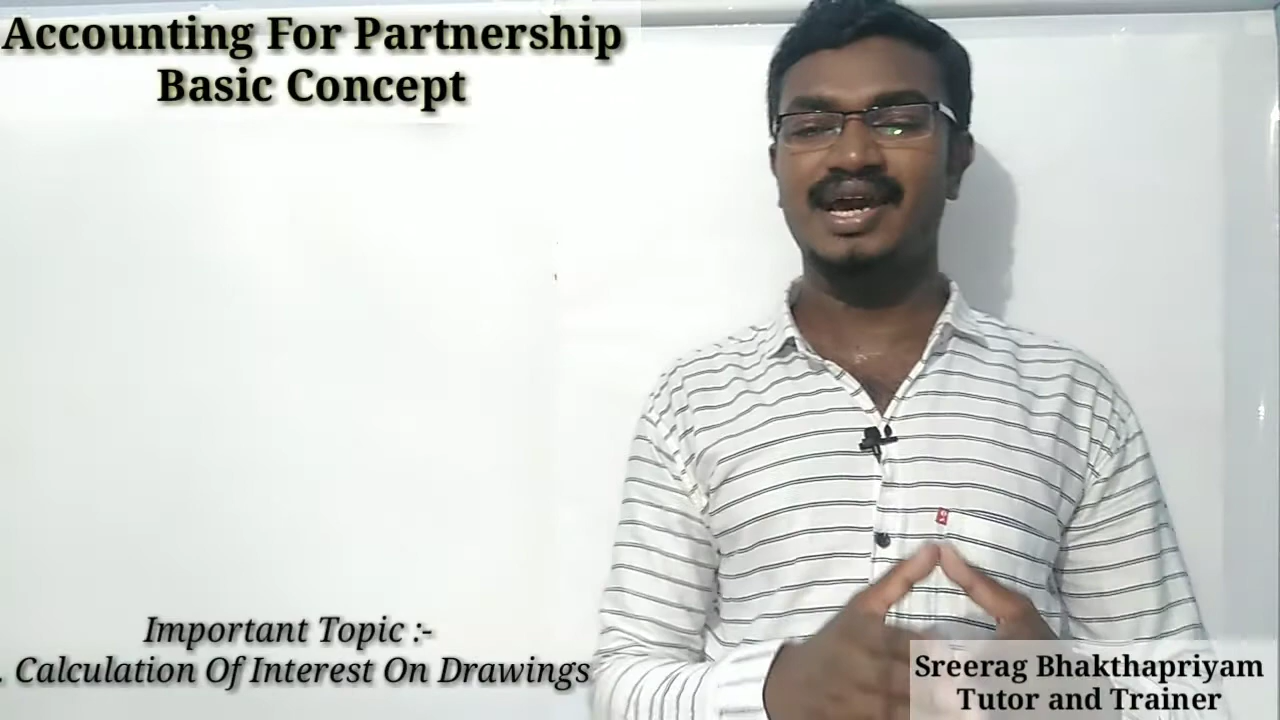 Accounting For Partnership
Basic Concept
Important Topic :-
. Calculation Of Interest On Drawings
Sreerag Bhakthapriyam
Tutor and Trainer